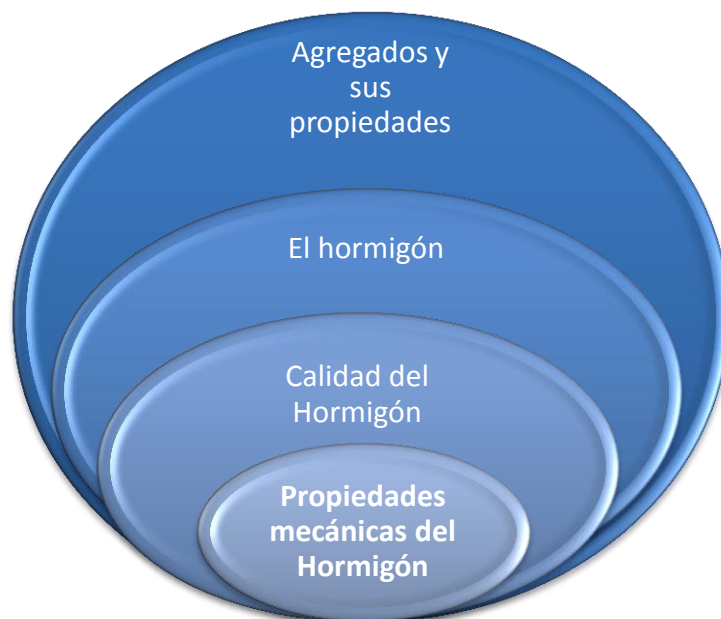 Agregados y
sus
propiedades
El hormigón
Calidad del
Hormigón
Propiedades
mecánicas del
Hormigón